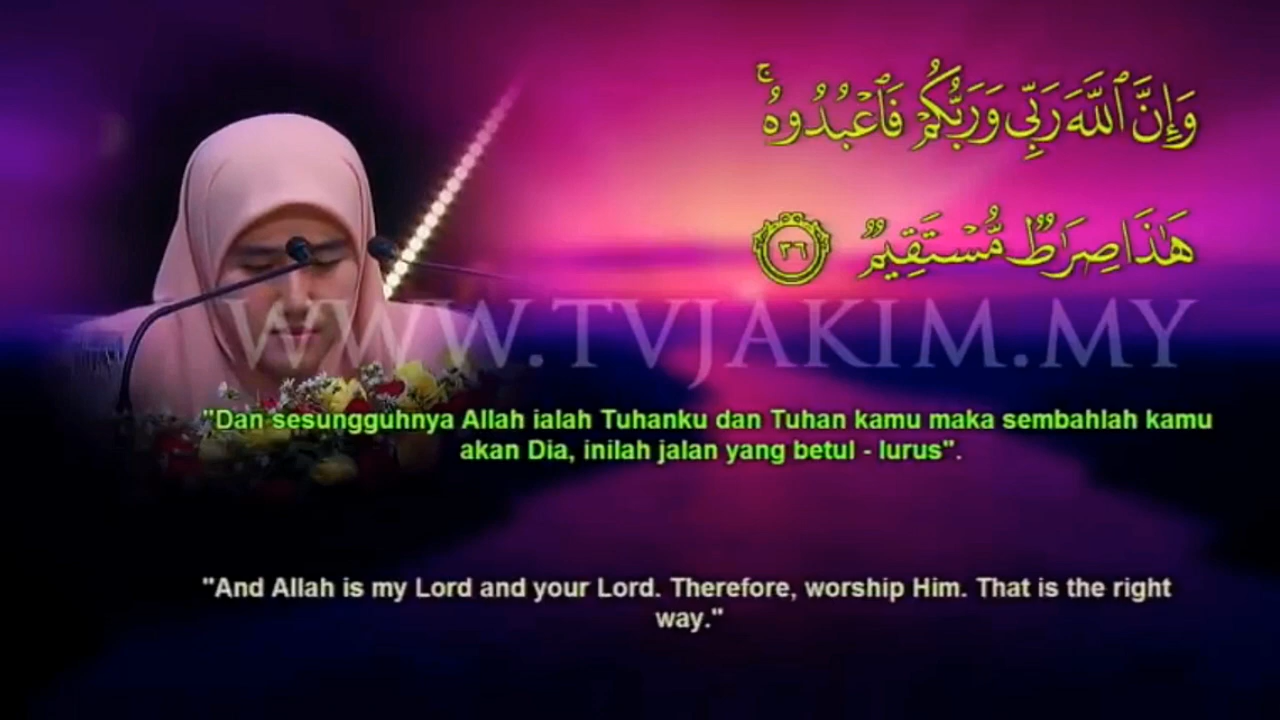 وَإِنَّ ٱللَّهَ رَبِّى وَرَبُّكُمْ فَٱعْبُدُوهُ ۚ
هَٰذَا صِرَٰطٌ مُّسْتَقِيمٌ ٣٦
WWW.TVJAKIM.MY
"Dan sesungguhnya Allah ialah Tuhanku dan Tuhan kamu maka sembahlah kamu
akan Dia, inilah jalan yang betul - lurus".
"And Allah is my Lord and your Lord. Therefore, worship Him. That is the right
way."